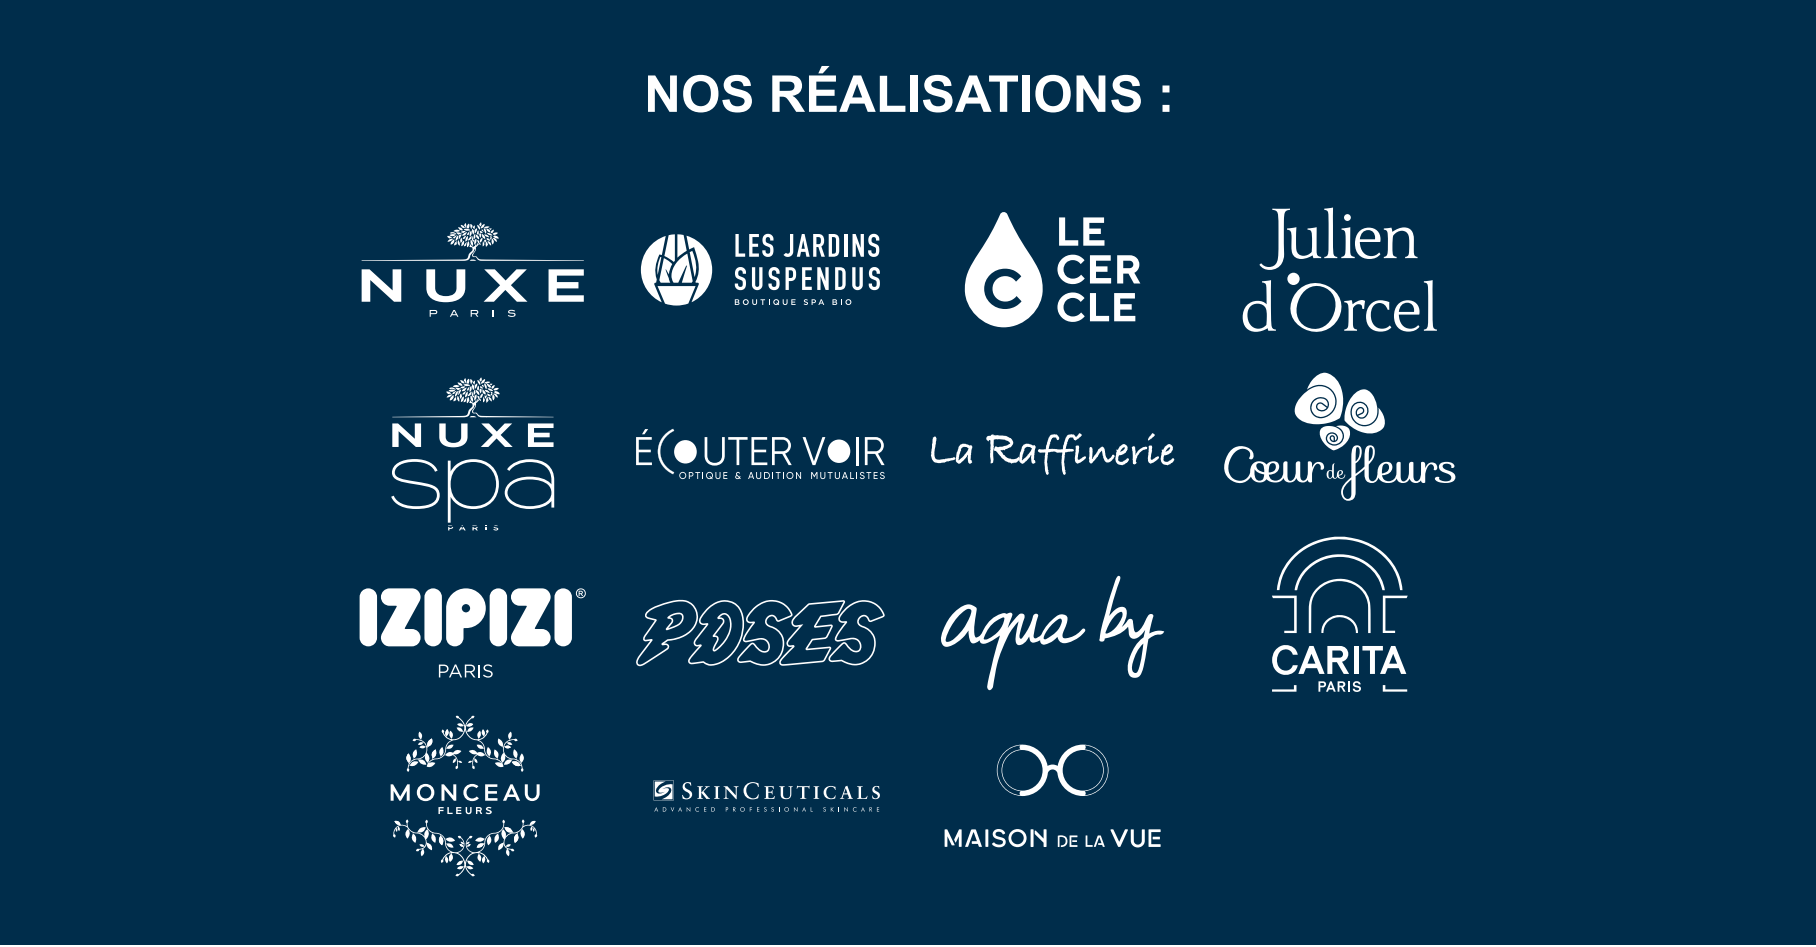 NOS RÉALISATIONS :
NUXE
PARIS
LES JARDINS
SUSPENDUS
BOUTIQUE SPA BIO
C
LE
CER
CLE
Julien
d'Orcel
NUXE
spa
PARIS
ÉCOUTER VOIR
OPTIQUE & AUDITION MUTUALISTES
La Raffinerie
Cœur de fleurs
IZIPIZI®
PARIS
POSES
aqua by
CARITA
PARIS
MONCEAU
FLEURS
SKINCEUTICALS
ADVANCED PROFESSIONAL SKINCARE
MAISON DE LA VUE